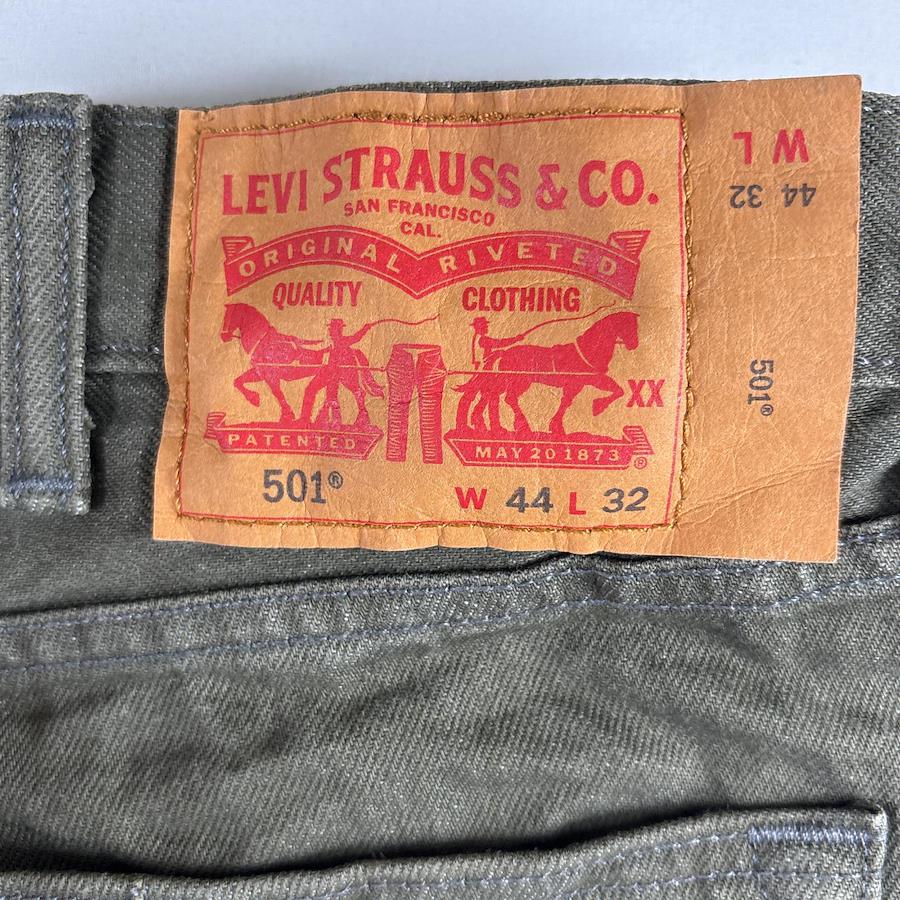 LEVI STRAUSS & CO.
SAN FRANCISCO
CAL.
ORIGINAL RIVETED
QUALITY CLOTHING
XX
PATENTED MAY 20 1873 ®
501® W 44 L 32
W L
44 32
501®